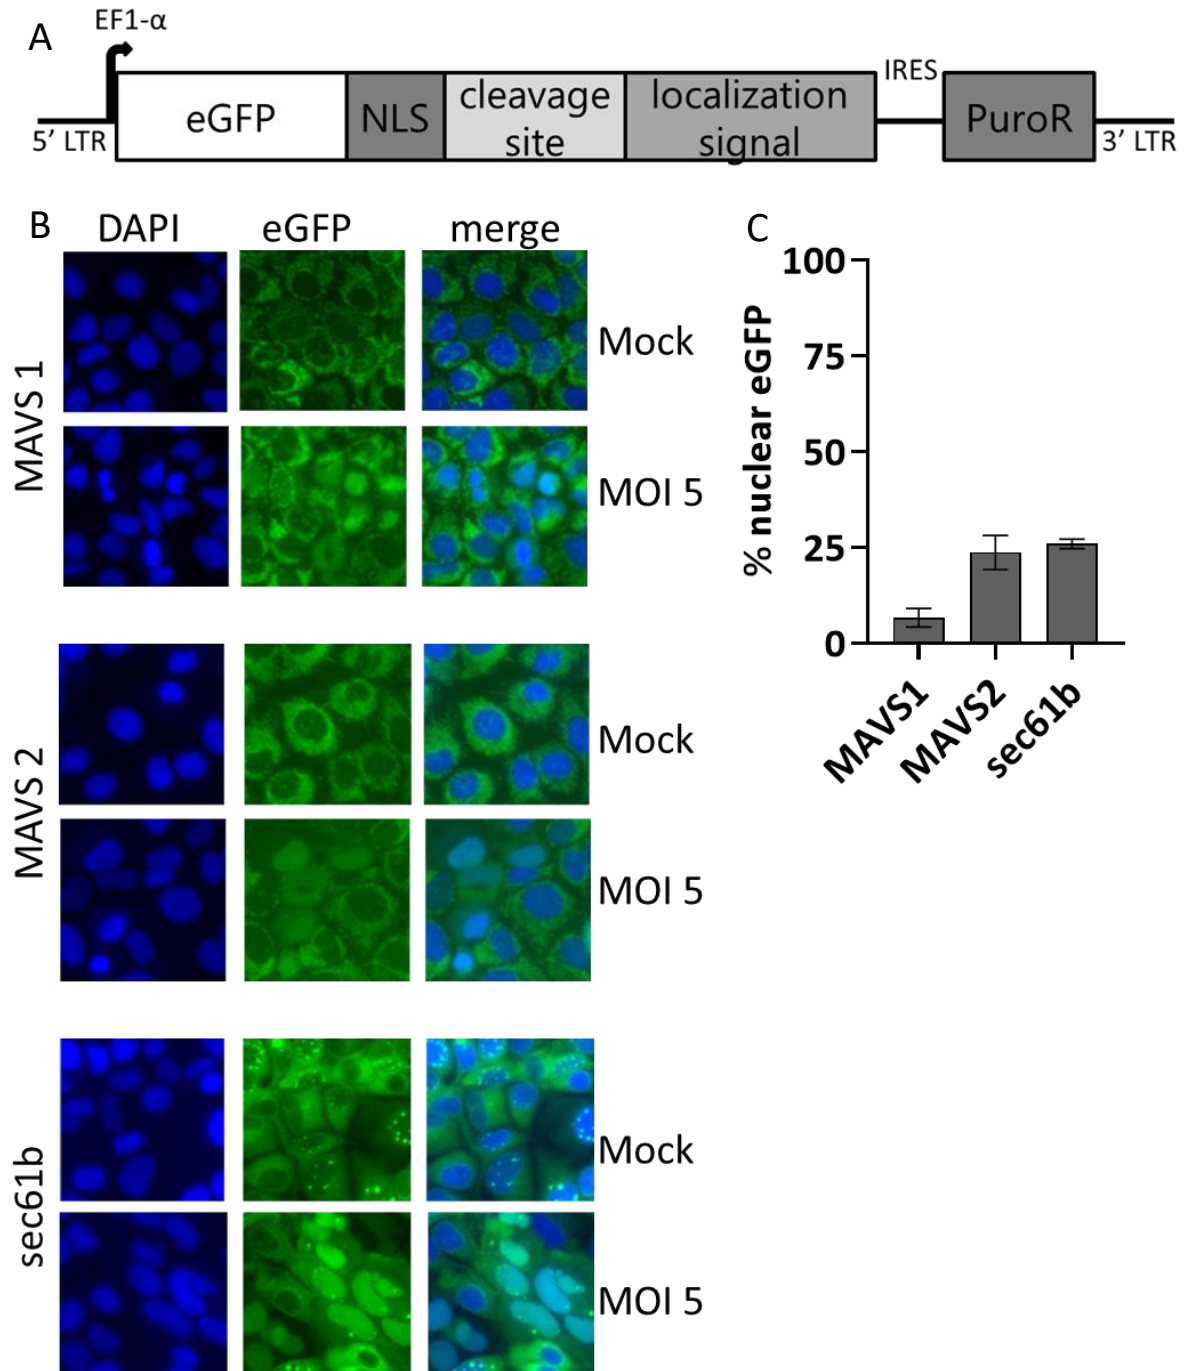 A
EF1-α
5’ LTR
eGFP
NLS
cleavage
site
localization
signal
IRES
PuroR
3’ LTR
B
DAPI
eGFP
merge
MAVS 1
Mock
MOI 5
MAVS 2
Mock
MOI 5
sec61b
Mock
MOI 5
C
% nuclear eGFP
100
75
50
25
0
MAVS1
MAVS2
sec61b